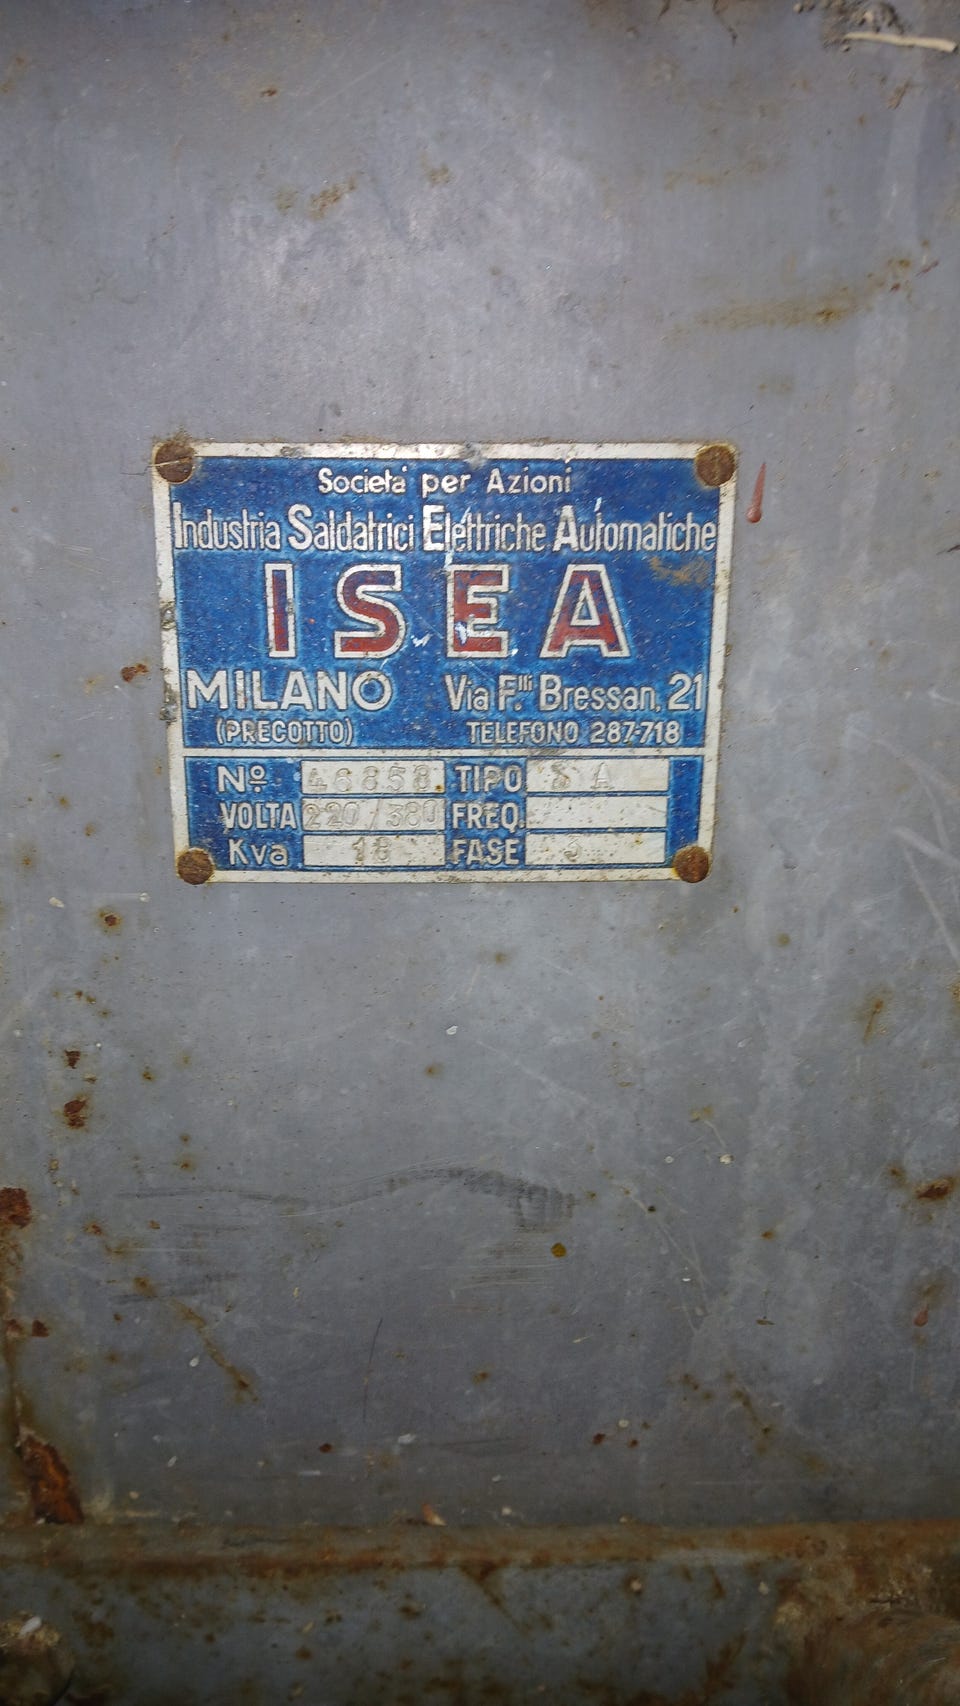 Società per Azioni
Industria Saldatrici Elettriche Automatiche
ISEA
MILANO Via F.lli Bressan, 21
(PRECOTTO) TELEFONO 287-718
Nº 46858 TIPO A
VOLTA 220/380 FREQ.
Kva 18 FASE